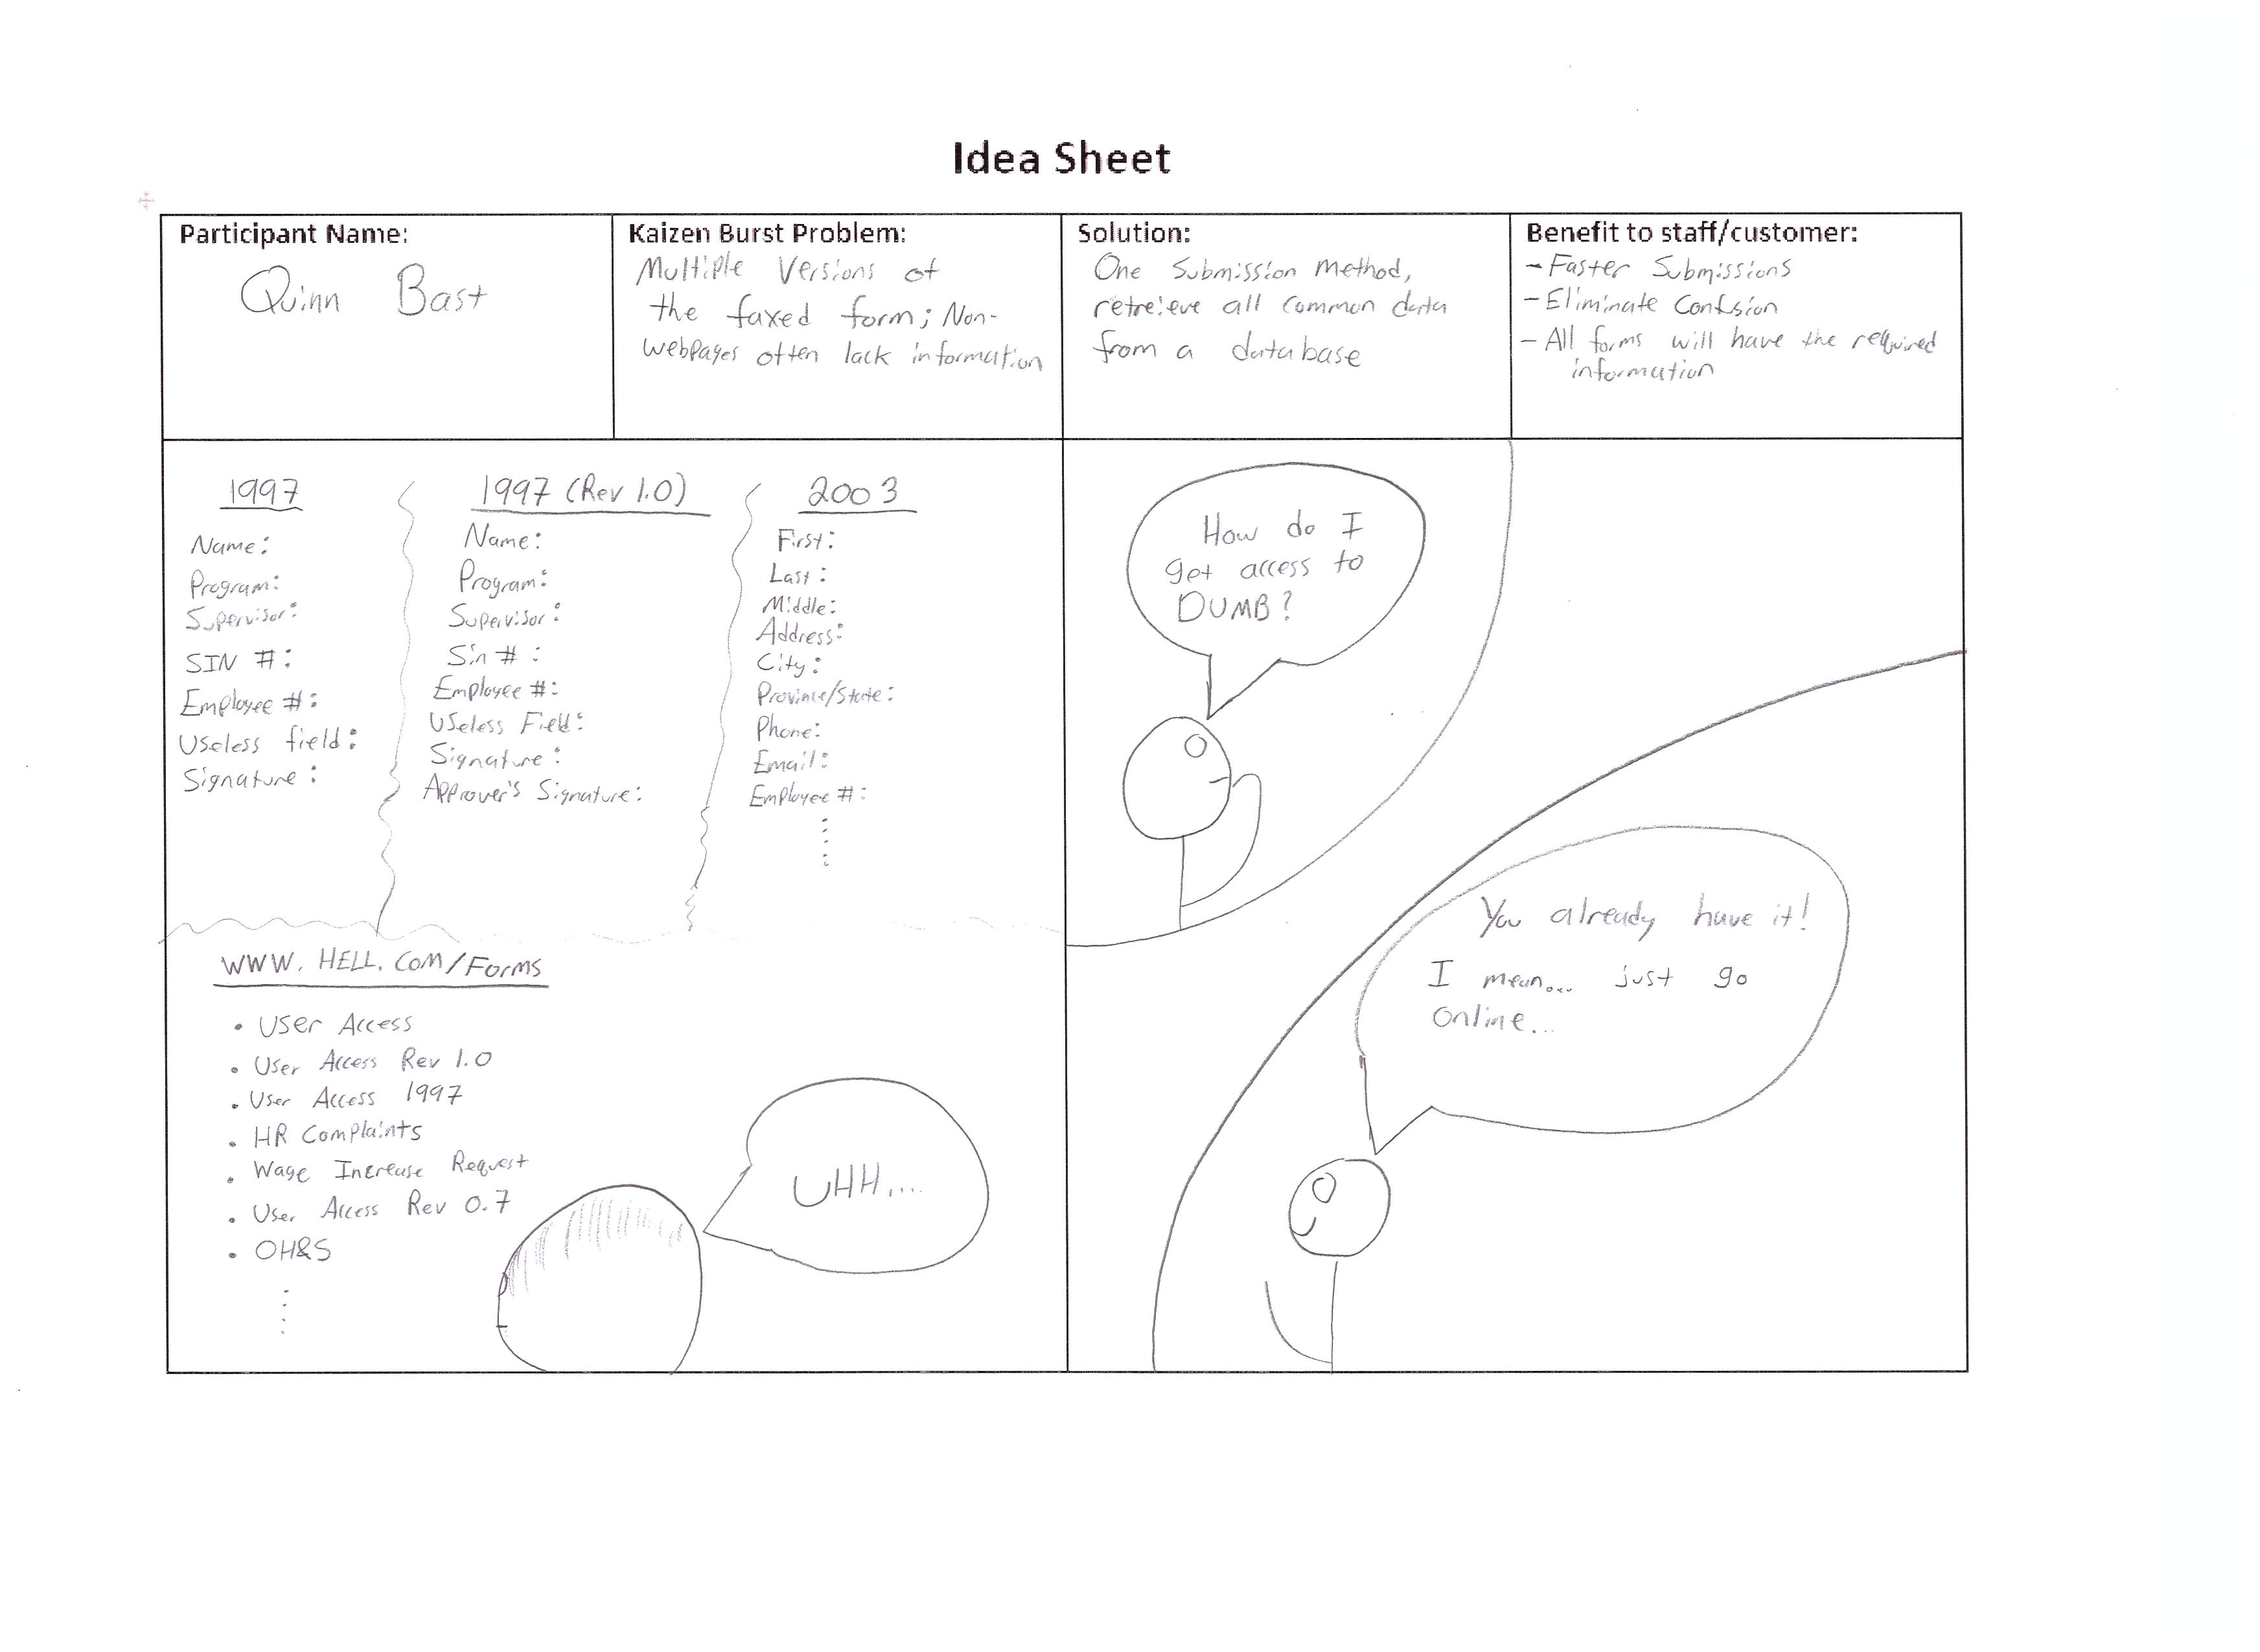 Idea Sheet
Participant Name:
Quinn Bast
Kaizen Burst Problem:
Multiple Versions of
the faxed form; Non-
webpages often lack information
Solution:
One Submission method,
retreieve all common data
from a database
Benefit to staff/customer:
- Faster Submissions
- Eliminate Confsion
- All forms will have the required
information
1997
Name:
Program:
Supervisor:
SIN #:
Employee #:
Useless field:
Signature:
1997 (Rev 1.0)
Name:
Program:
Supervisor:
Sin #:
Employee #:
Useless Field:
Signature:
Approver's Signature:
2003
First:
Last:
Middle:
Address:
City:
Province/State:
Phone:
Email:
Employee #:
WWW.HELL.COM/Forms
• User Access
• User Access Rev 1.0
• User Access 1997
• HR Complaints
• Wage Increase Request
• User Access Rev 0.7
• OH&S
UHH....
How do I
get access to
DUMB?
You already have it!
I mean... just go
online...